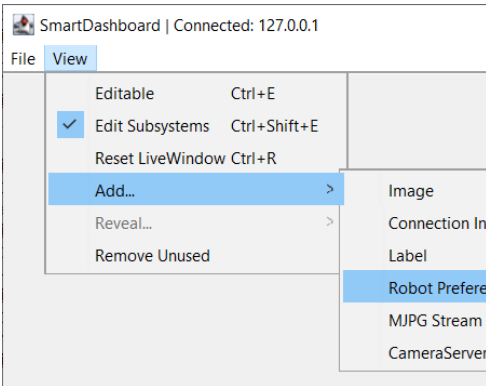 SmartDashboard | Connected: 127.0.0.1
File View
Editable Ctrl+E
Edit Subsystems Ctrl+Shift+E
Reset LiveWindow Ctrl+R
Add... >
Reveal... >
Remove Unused
Image
Connection In
Label
Robot Prefere
MJPG Stream
CameraServer